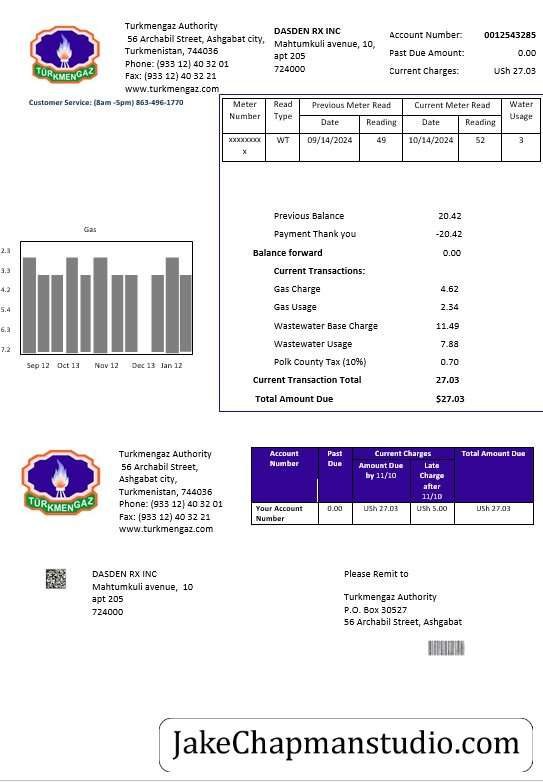 Turkmengaz Authority
56 Archabil Street, Ashgabat city,
Turkmenistan, 744036
Phone: (933 12) 40 32 01
Fax: (933 12) 40 32 21
www.turkmengaz.com
TÜRKMENGAZ
DASDEN RX INC
Mahtumkuli avenue, 10,
apt 205
724000
Account Number: 0012543285
Past Due Amount: 0.00
Current Charges: USh 27.03
Customer Service: (8am -5pm) 863-496-1770
Meter Number Read Type Previous Meter Read Current Meter Read Water Usage
Date Reading Date Reading
xxxxxxxx x WT 09/14/2024 49 10/14/2024 52 3
Previous Balance 20.42
Payment Thank you -20.42
Balance forward 0.00
Current Transactions:
Gas Charge 4.62
Gas Usage 2.34
Wastewater Base Charge 11.49
Wastewater Usage 7.88
Polk County Tax (10%) 0.70
Current Transaction Total 27.03
Total Amount Due $27.03
Gas
2.3
3.3
4.2
5.4
6.3
7.2
Sep 12 Oct 13 Nov 12 Dec 13 Jan 12
TÜRKMENGAZ
Turkmengaz Authority
56 Archabil Street,
Ashgabat city,
Turkmenistan, 744036
Phone: (933 12) 40 32 01
Fax: (933 12) 40 32 21
www.turkmengaz.com
Account Number Past Due Current Charges Total Amount Due
Amount Due by 11/10 Late Charge after 11/10
Your Account Number 0.00 USh 27.03 USh 5.00 USh 27.03
DASDEN RX INC
Mahtumkuli avenue, 10
apt 205
724000
Please Remit to
Turkmengaz Authority
P.O. Box 30527
56 Archabil Street, Ashgabat
JakeChapmanstudio.com